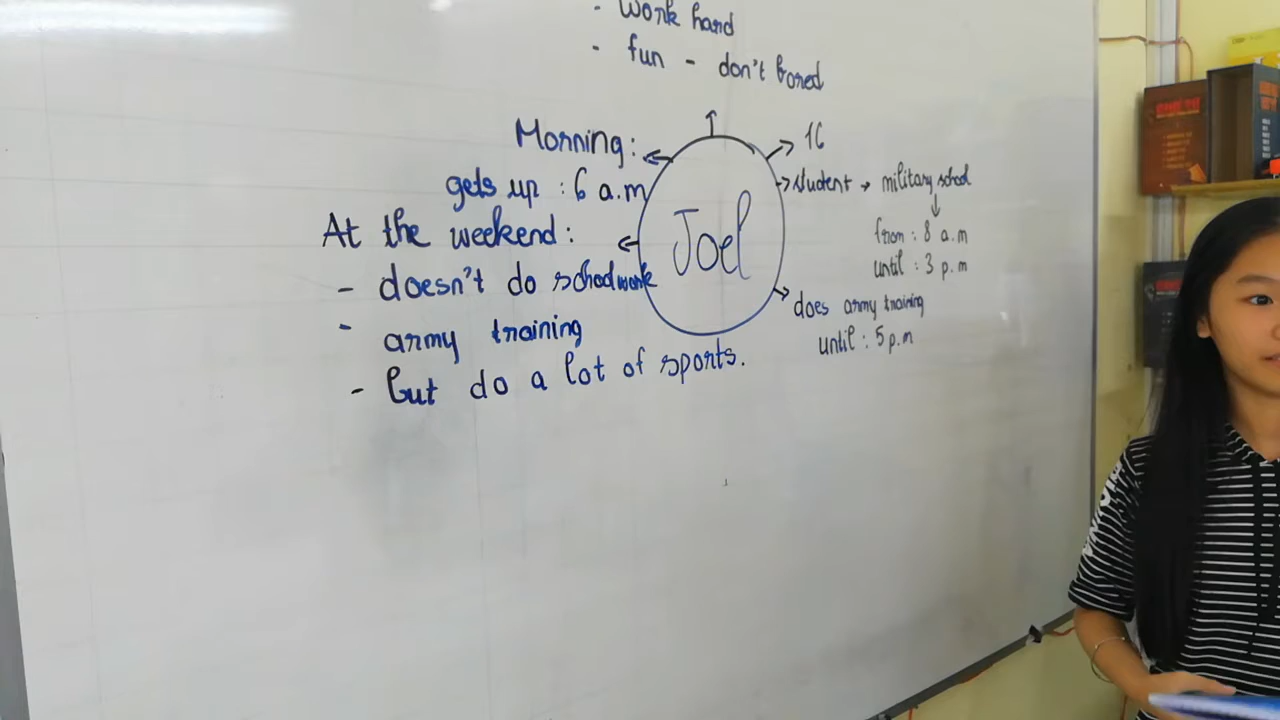 - Work hard
- fun - don't bored
Morning:
gets up : 6 a.m
At the weekend:
- doesn't do schoolwork
- army training
- but do a lot of sports.
Joel
16
student → military school
from : 8 a.m
until : 3 p.m
does army training
until : 5 p.m